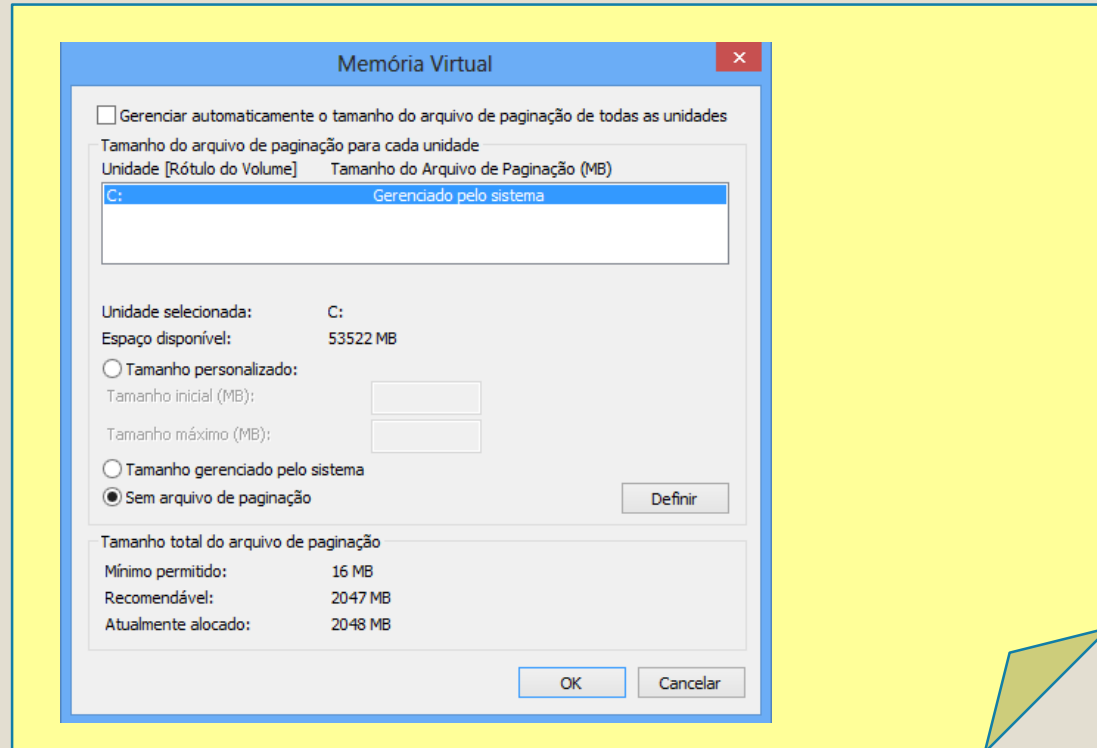 Memória Virtual
Gerenciar automaticamente o tamanho do arquivo de paginação de todas as unidades
Tamanho do arquivo de paginação para cada unidade
Unidade [Rótulo do Volume] Tamanho do Arquivo de Paginação (MB)
C: Gerenciado pelo sistema
Unidade selecionada: C:
Espaço disponível: 53522 MB
Tamanho personalizado:
Tamanho inicial (MB):
Tamanho máximo (MB):
Tamanho gerenciado pelo sistema
Sem arquivo de paginação Definir
Tamanho total do arquivo de paginação
Mínimo permitido: 16 MB
Recomendável: 2047 MB
Atualmente alocado: 2048 MB
OK Cancelar